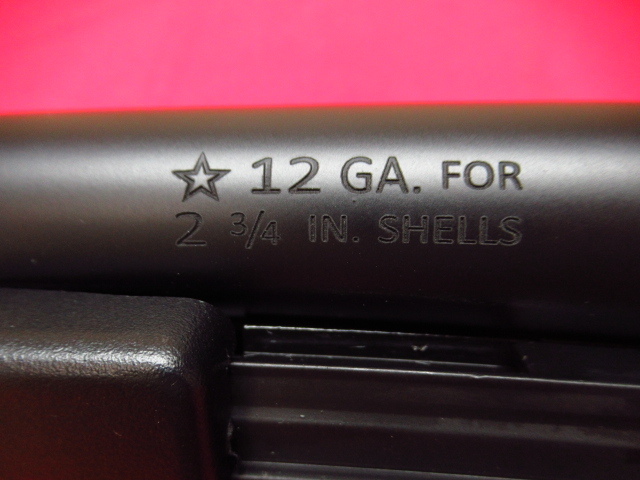 ☆ 12 GA. FOR
2 3/4 IN. SHELLS